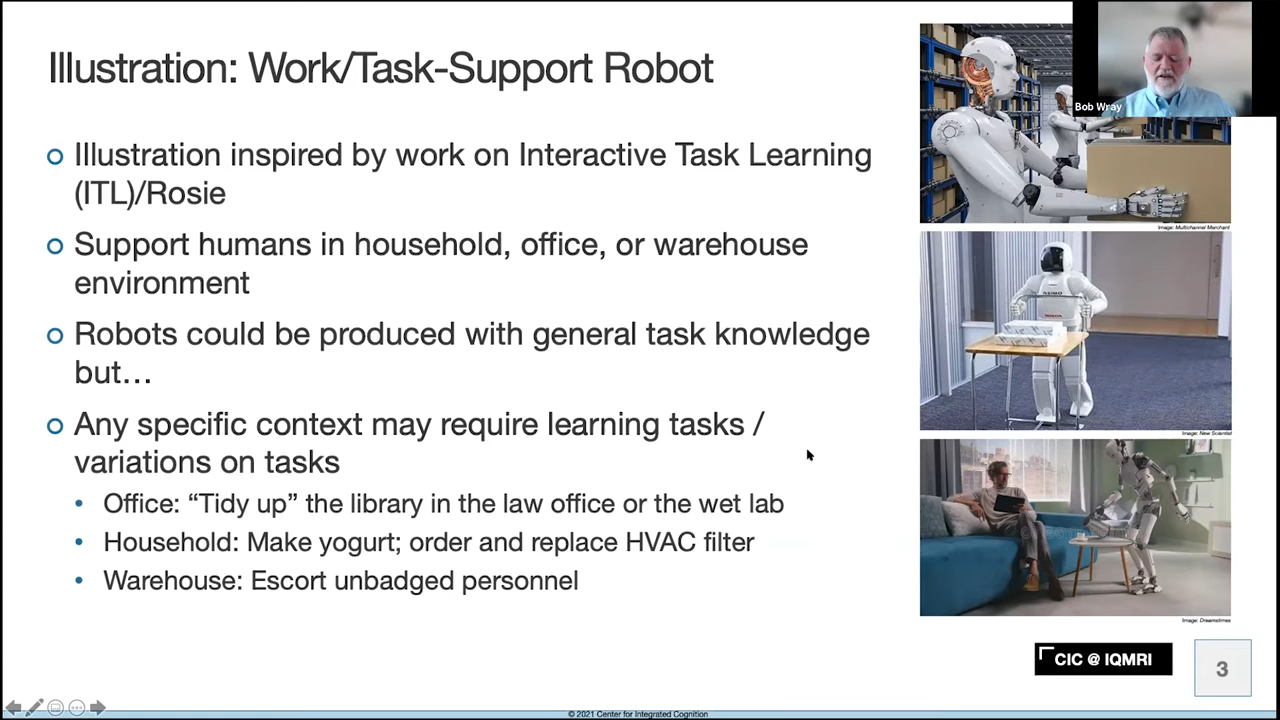 Illustration: Work/Task-Support Robot
Bob Wray
Illustration inspired by work on Interactive Task Learning
(ITL)/Rosie
Support humans in household, office, or warehouse
environment
Robots could be produced with general task knowledge
but…
Any specific context may require learning tasks /
variations on tasks
Office: “Tidy up” the library in the law office or the wet lab
Household: Make yogurt; order and replace HVAC filter
Warehouse: Escort unbadged personnel
Image: Multichannel Merchant
Image: New Scientist
Image: Dreamstimes
CIC @ IQMRI
3
© 2021 Center for Integrated Cognition